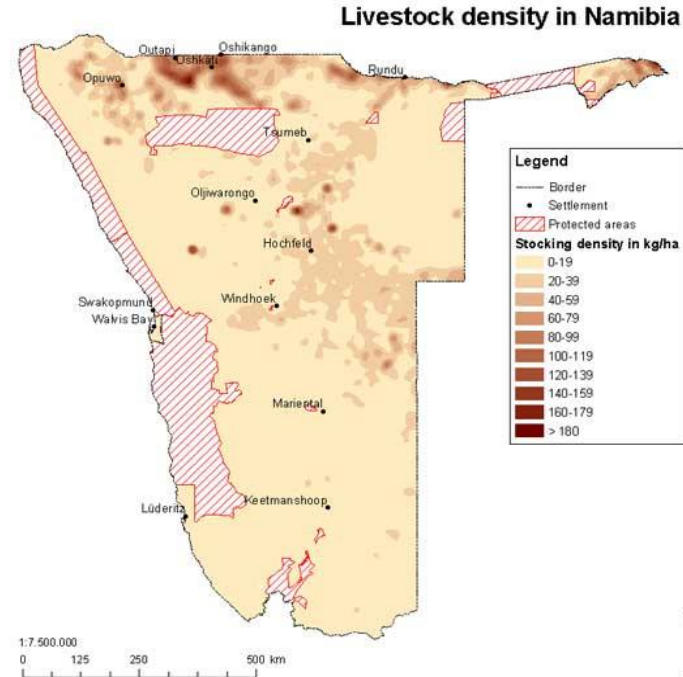 Livestock density in Namibia
Outapi
Oshikango
Oshkati
Opuwo
Rundu
Tsumeb
Oljiwarongo
Hochfeld
Swakopmund
Walvis Bay
Windhoek
Mariental
Keetmanshoop
Lüderitz
Legend
Border
Settlement
Protected areas
Stocking density in kg/ha
0-19
20-39
40-59
60-79
80-99
100-119
120-139
140-159
160-179
> 180
1:7.500.000
0 125 250 500 km